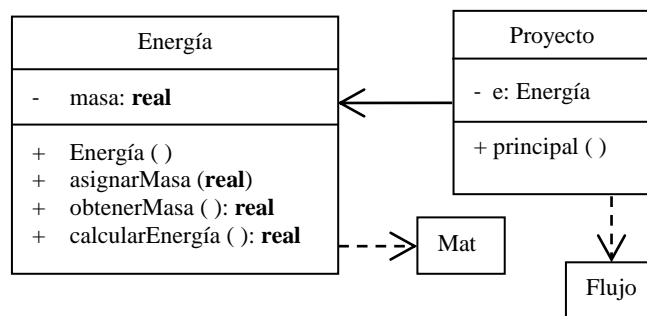 Energía
- masa: real
+ Energía ( )
+ asignarMasa (real)
+ obtenerMasa ( ): real
+ calcularEnergía ( ): real
Proyecto
- e: Energía
+ principal ( )
Mat
Flujo